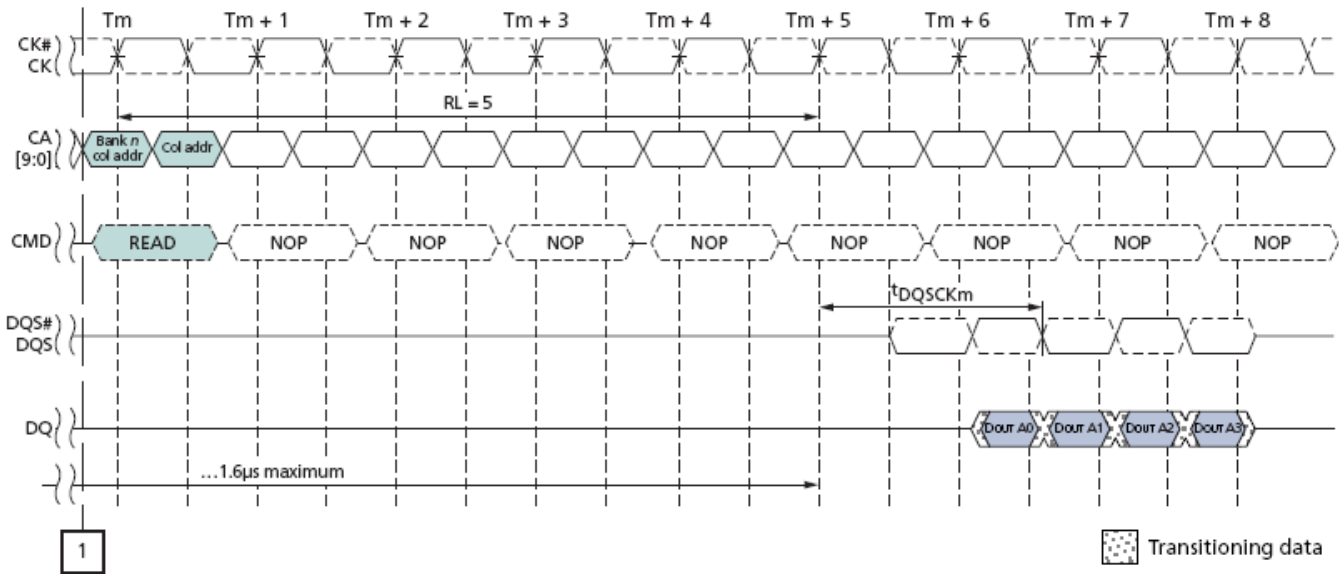 Tm Tm + 1 Tm + 2 Tm + 3 Tm + 4 Tm + 5 Tm + 6 Tm + 7 Tm + 8
CK#
CK
RL = 5
CA
[9:0]
Bank n
col addr
Col addr
CMD READ NOP NOP NOP NOP NOP NOP NOP NOP
tDQSCKm
DQS#
DQS
DQ DOUT A0 DOUT A1 DOUT A2 DOUT A3
...1.6µs maximum
1
Transitioning data